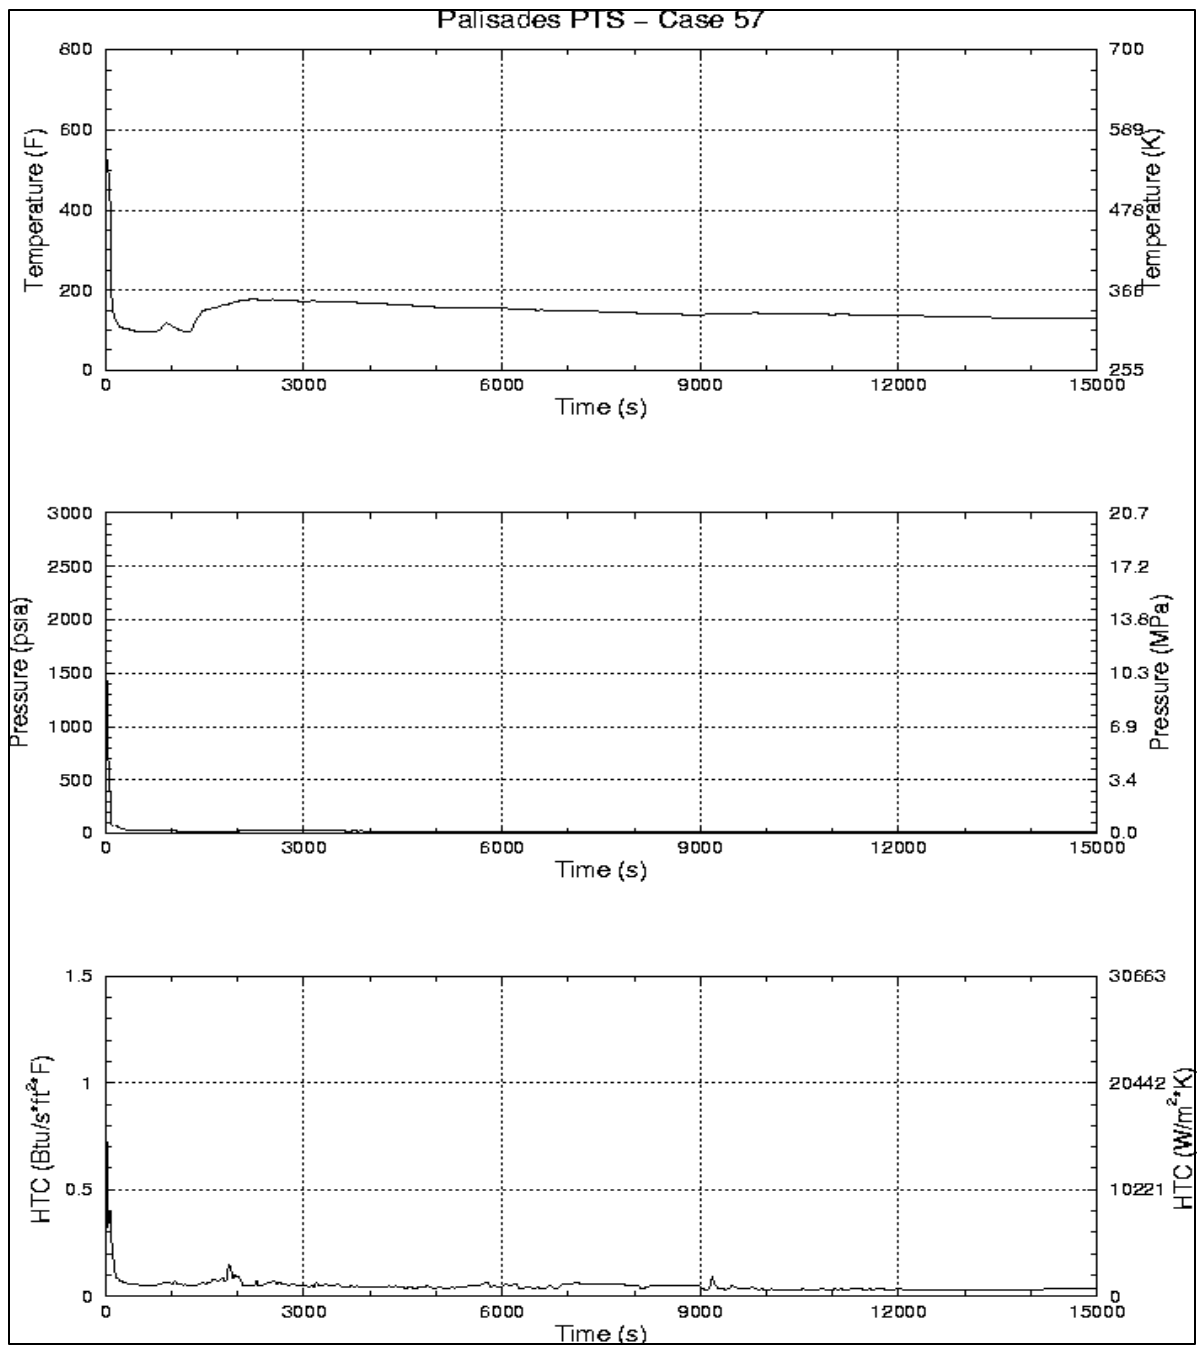 Palisades PTS – Case 57
800 700
600 589
400 478
200 366
0 255
Temperature (F)
Temperature (K)
0 3000 6000 9000 12000 15000
Time (s)
3000 20.7
2500 17.2
2000 13.8
1500 10.3
1000 6.9
500 3.4
0 0.0
Pressure (psia)
Pressure (MPa)
0 3000 6000 9000 12000 15000
Time (s)
1.5 30663
1 20442
0.5 10221
0 0
HTC (Btu/s*ft²*F)
HTC (W/m²*K)
0 3000 6000 9000 12000 15000
Time (s)